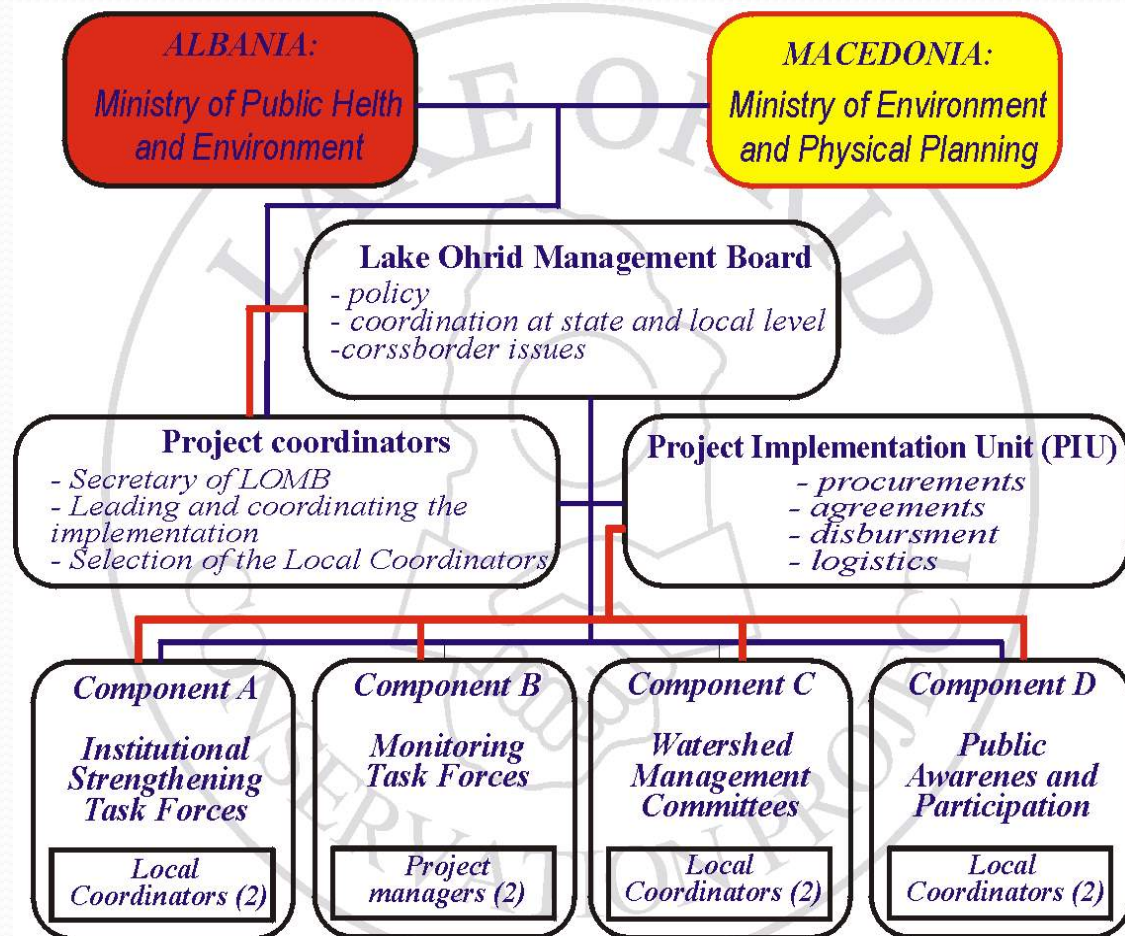 ALBANIA:
Ministry of Public Helth
and Environment
MACEDONIA:
Ministry of Environment
and Physical Planning
Lake Ohrid Management Board
- policy
- coordination at state and local level
-corssborder issues
Project coordinators
- Secretary of LOMB
- Leading and coordinating the
implementation
- Selection of the Local Coordinators
Project Implementation Unit (PIU)
- procurements
- agreements
- disbursment
- logistics
Component A
Institutional
Strengthening
Task Forces
Local
Coordinators (2)
Component B
Monitoring
Task Forces
Project
managers (2)
Component C
Watershed
Management
Committees
Local
Coordinators (2)
Component D
Public
Awarenes and
Participation
Local
Coordinators (2)
LAKE OHRID
CONSERVATION PROJECT